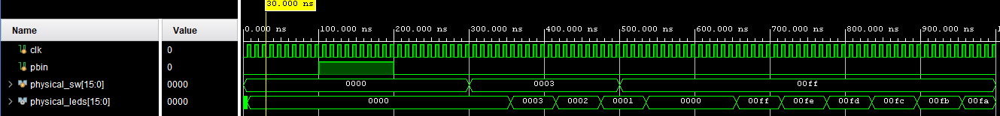 30.000 ns
Name Value
0.000 ns 100.000 ns 200.000 ns 300.000 ns 400.000 ns 500.000 ns 600.000 ns 700.000 ns 800.000 ns 900.000 ns
clk 0
pbin 0
physical_sw[15:0] 0000 0000 0003 00ff
physical_leds[15:0] 0000 0000 0003 0002 0001 0000 00ff 00fe 00fd 00fc 00fb 00fa